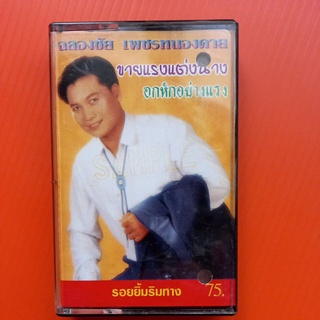 ฉลองชัย เพชรหนองควาย
ขายแรงแต่งนาง
อกหักอย่างแรง
SAMPLE
รอยยิ้มริมทาง 75.